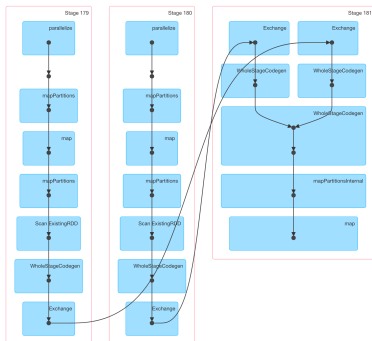 Stage 179
parallelize
mapPartitions
map
mapPartitions
Scan ExistingRDD
WholeStageCodegen
Exchange
Stage 180
parallelize
mapPartitions
map
mapPartitions
Scan ExistingRDD
WholeStageCodegen
Exchange
Stage 181
Exchange
Exchange
WholeStageCodegen
WholeStageCodegen
WholeStageCodegen
mapPartitionsInternal
map